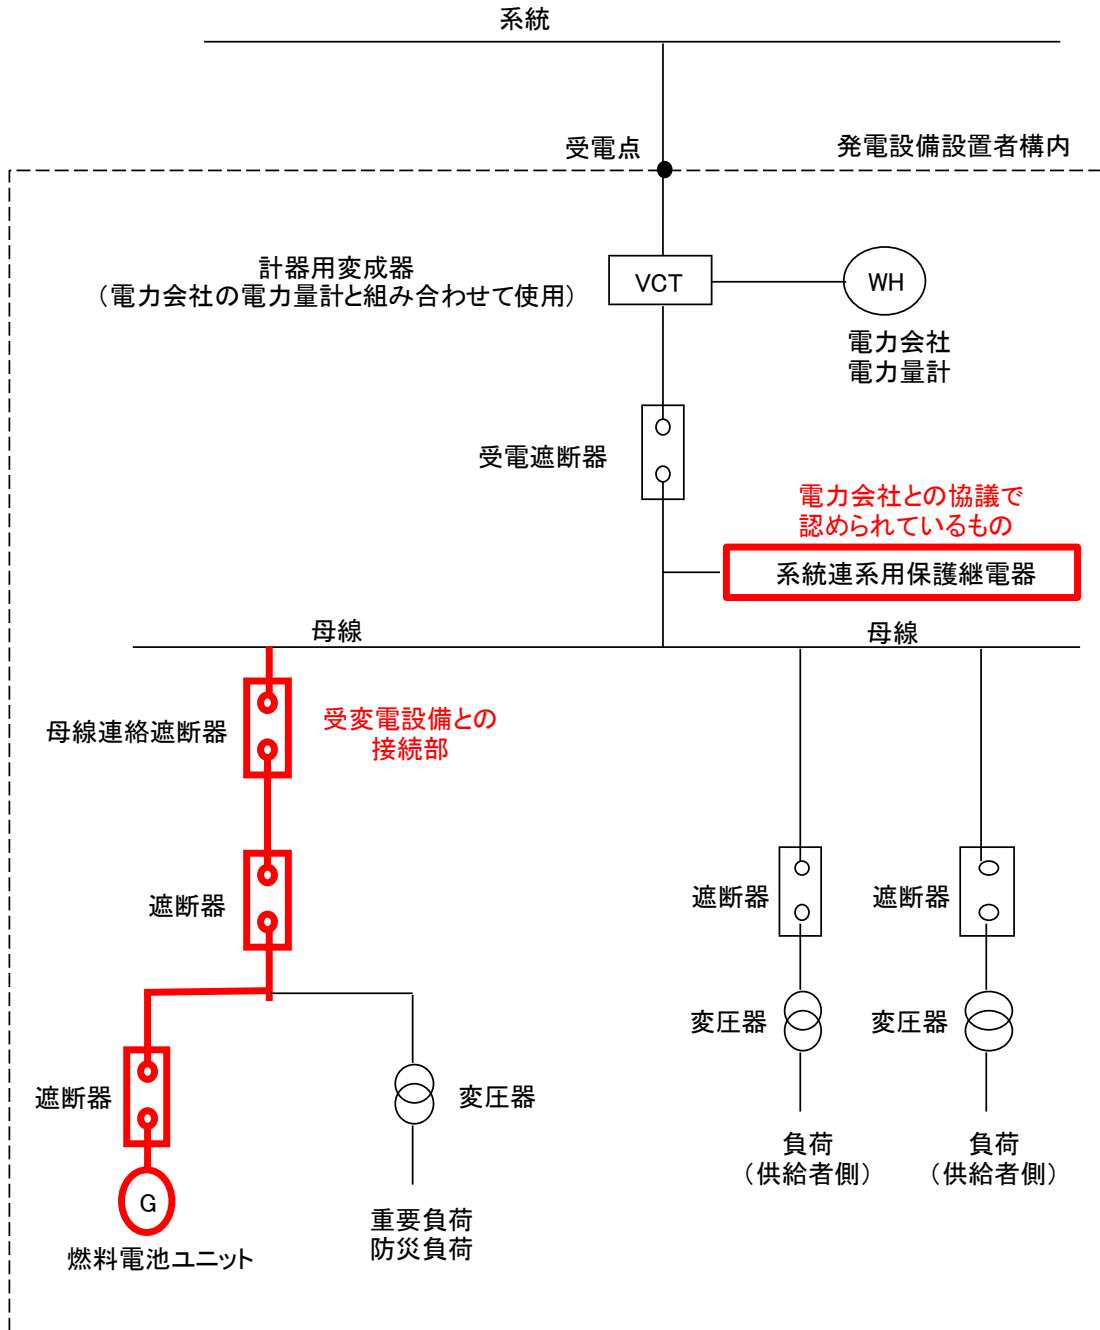 系統
受電点
発電設備設置者構内
計器用変成器
（電力会社の電力量計と組み合わせて使用）
VCT
WH
電力会社
電力量計
受電遮断器
電力会社との協議で
認められているもの
系統連系用保護継電器
母線
母線
母線連絡遮断器
受変電設備との
接続部
遮断器
遮断器
遮断器
変圧器
変圧器
遮断器
変圧器
負荷
（供給者側）
負荷
（供給者側）
G
燃料電池ユニット
重要負荷
防災負荷